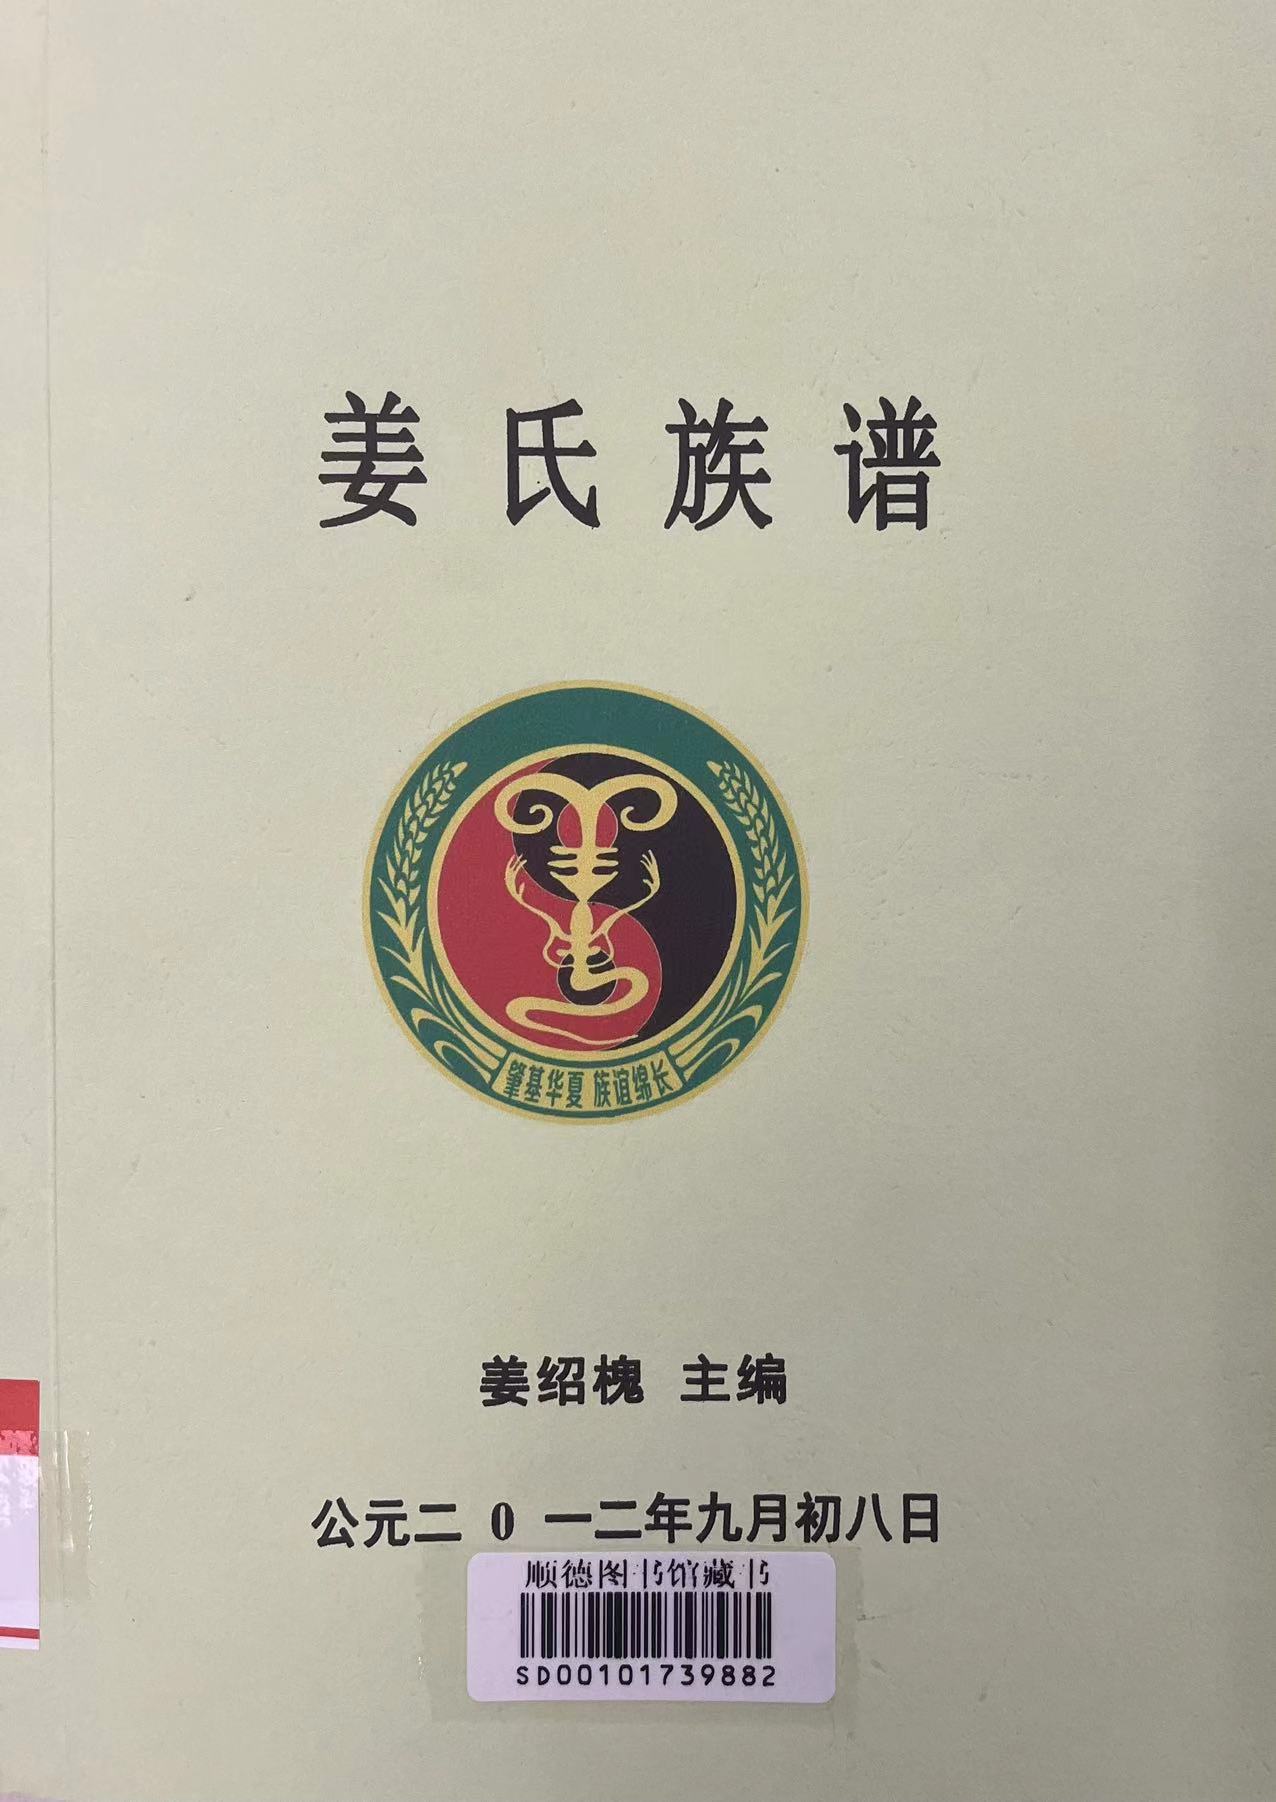 姜氏族谱
肇基华夏 族谊绵长
姜绍槐 主编
公元二0一二年九月初八日
顺德图书馆藏书
SD00101739882